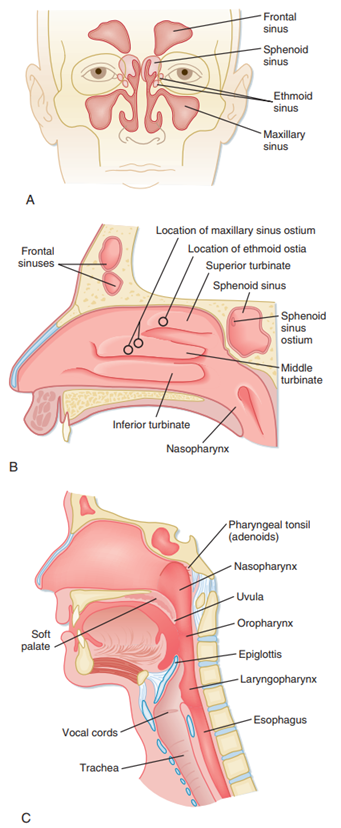 Frontal
sinus
Sphenoid
sinus
Ethmoid
sinus
Maxillary
sinus
A
Location of maxillary sinus ostium
Location of ethmoid ostia
Frontal
sinuses
Superior turbinate
Sphenoid sinus
Sphenoid
sinus
ostium
Middle
turbinate
Inferior turbinate
Nasopharynx
B
Pharyngeal tonsil
(adenoids)
Nasopharynx
Uvula
Oropharynx
Soft
palate
Epiglottis
Laryngopharynx
Esophagus
Vocal cords
Trachea
C